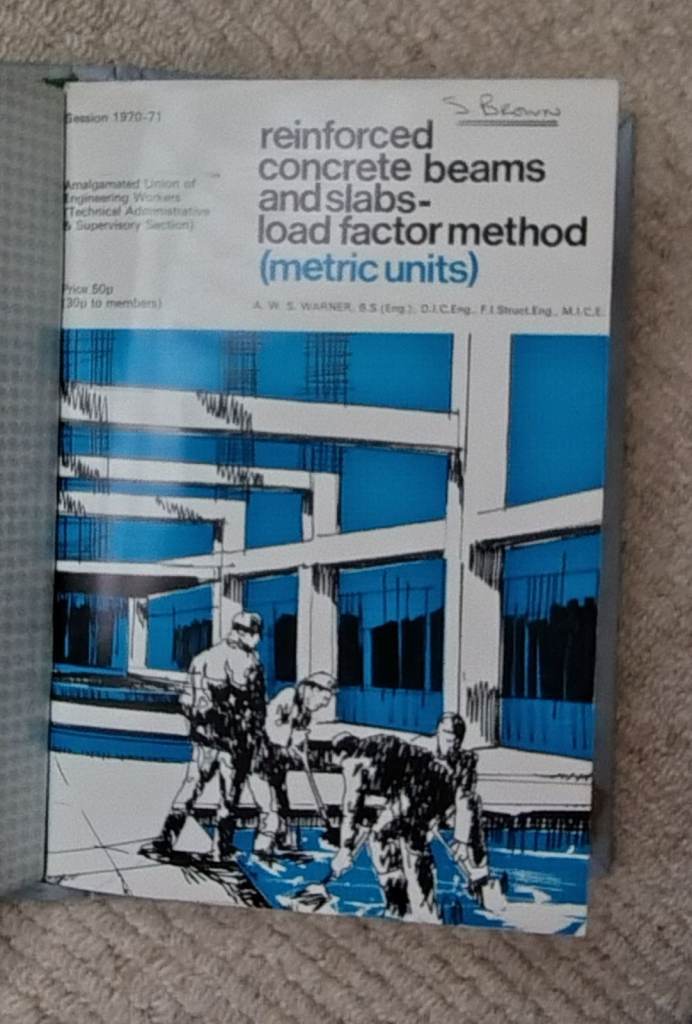 S. Brown
Session 1970-71
reinforced
concrete beams
and slabs-
load factor method
(metric units)
Amalgamated Union of
Engineering Workers
(Technical Administrative
& Supervisory Section)
Price 50p
(30p to members)
A. W. S. WARNER, B.S (Eng.), D.I.C.Eng., F.I.Struct.Eng., M.I.C.E.